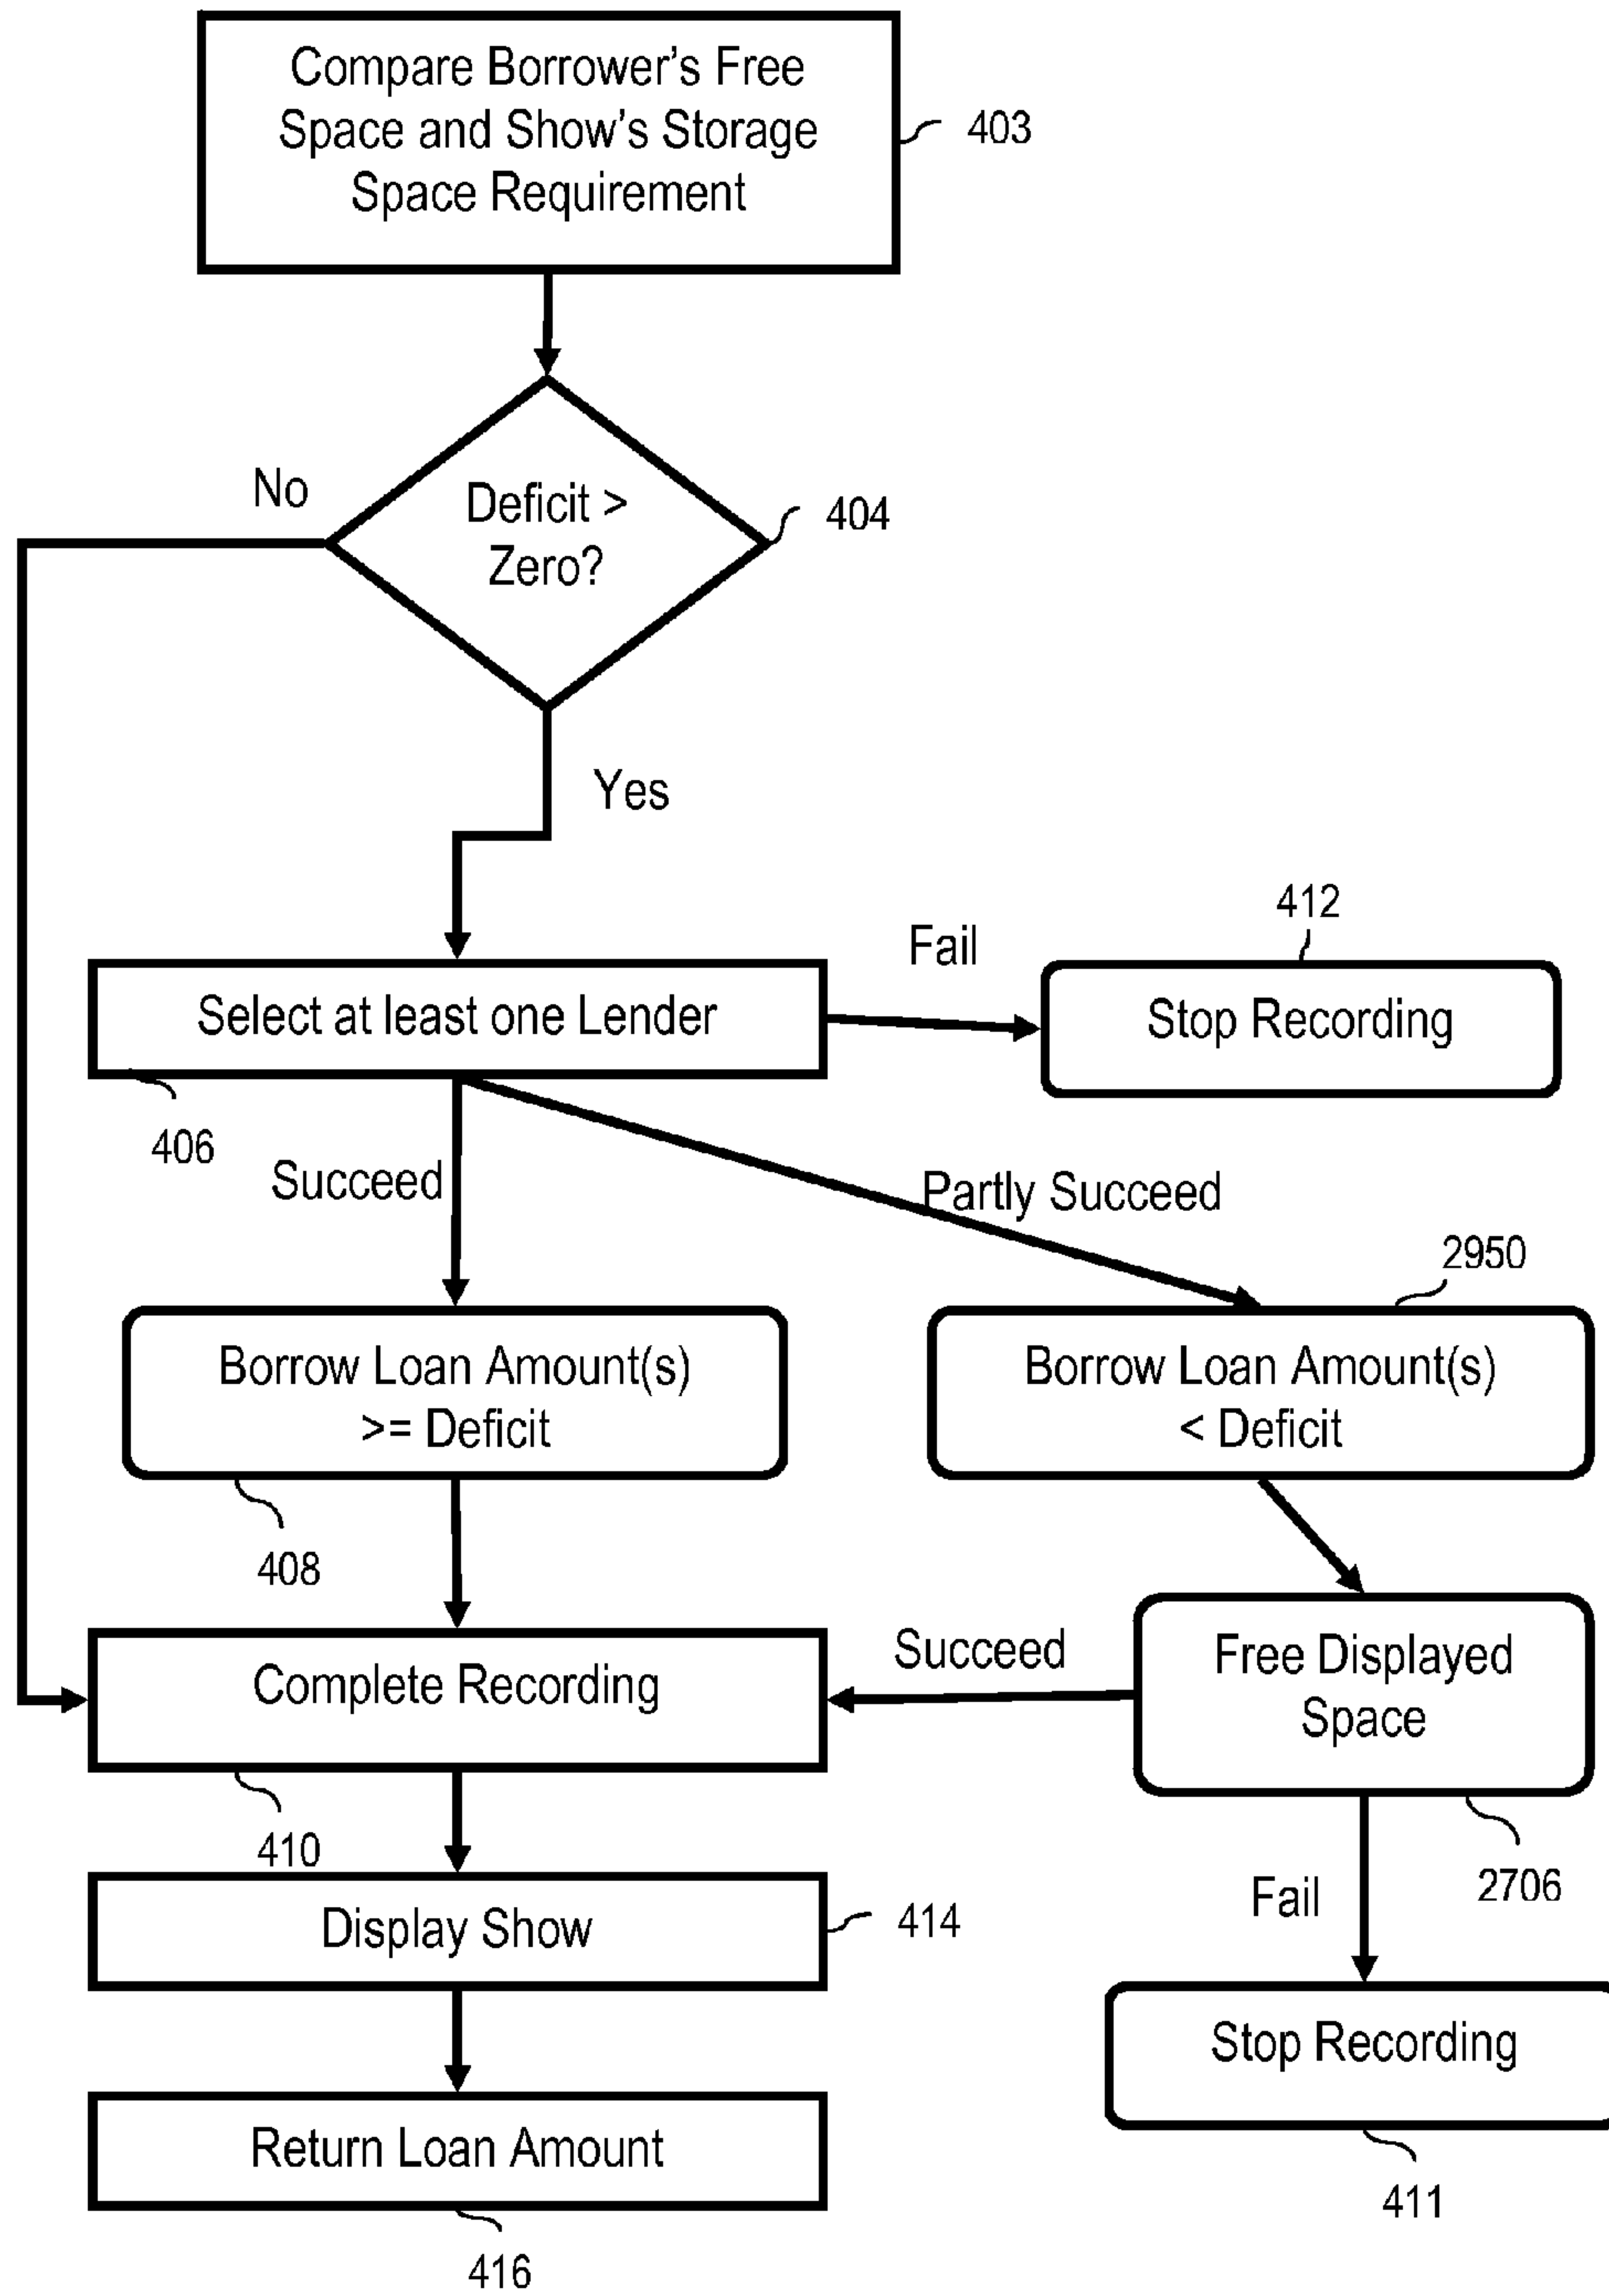 Compare Borrower's Free
Space and Show's Storage
Space Requirement
403
No
Deficit >
Zero?
404
Yes
412
Fail
Select at least one Lender
Stop Recording
406
Succeed
Partly Succeed
2950
Borrow Loan Amount(s)
>= Deficit
Borrow Loan Amount(s)
< Deficit
408
Complete Recording
Succeed
Free Displayed
Space
410
2706
Fail
Display Show
414
Stop Recording
Return Loan Amount
411
416